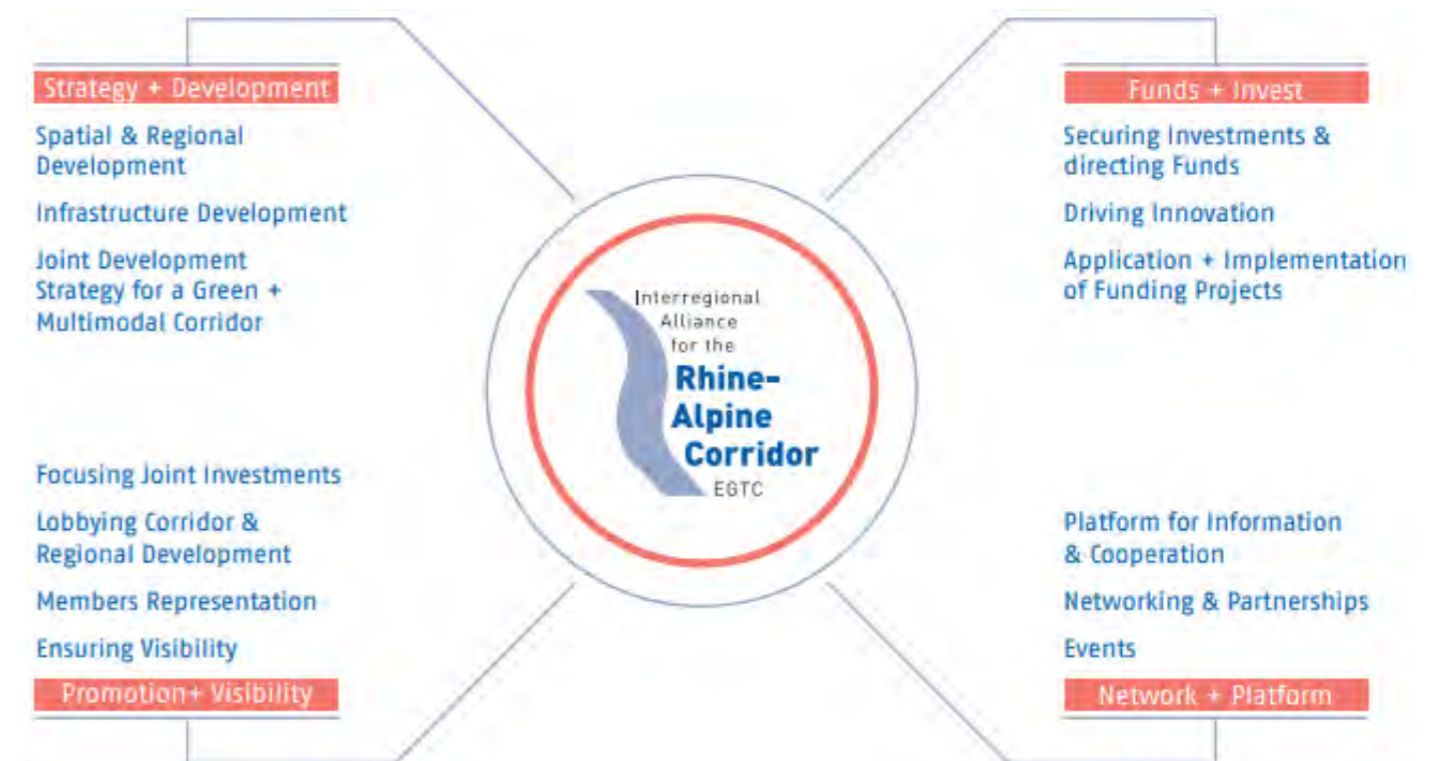 Strategy + Development
Spatial & Regional
Development
Infrastructure Development
Joint Development
Strategy for a Green +
Multimodal Corridor
Funds + Invest
Securing Investments &
directing Funds
Driving Innovation
Application + Implementation
of Funding Projects
Interregional
Alliance
for the
Rhine-
Alpine
Corridor
EGTC
Focusing Joint Investments
Lobbying Corridor &
Regional Development
Members Representation
Ensuring Visibility
Promotion+ Visibility
Platform for Information
& Cooperation
Networking & Partnerships
Events
Network + Platform